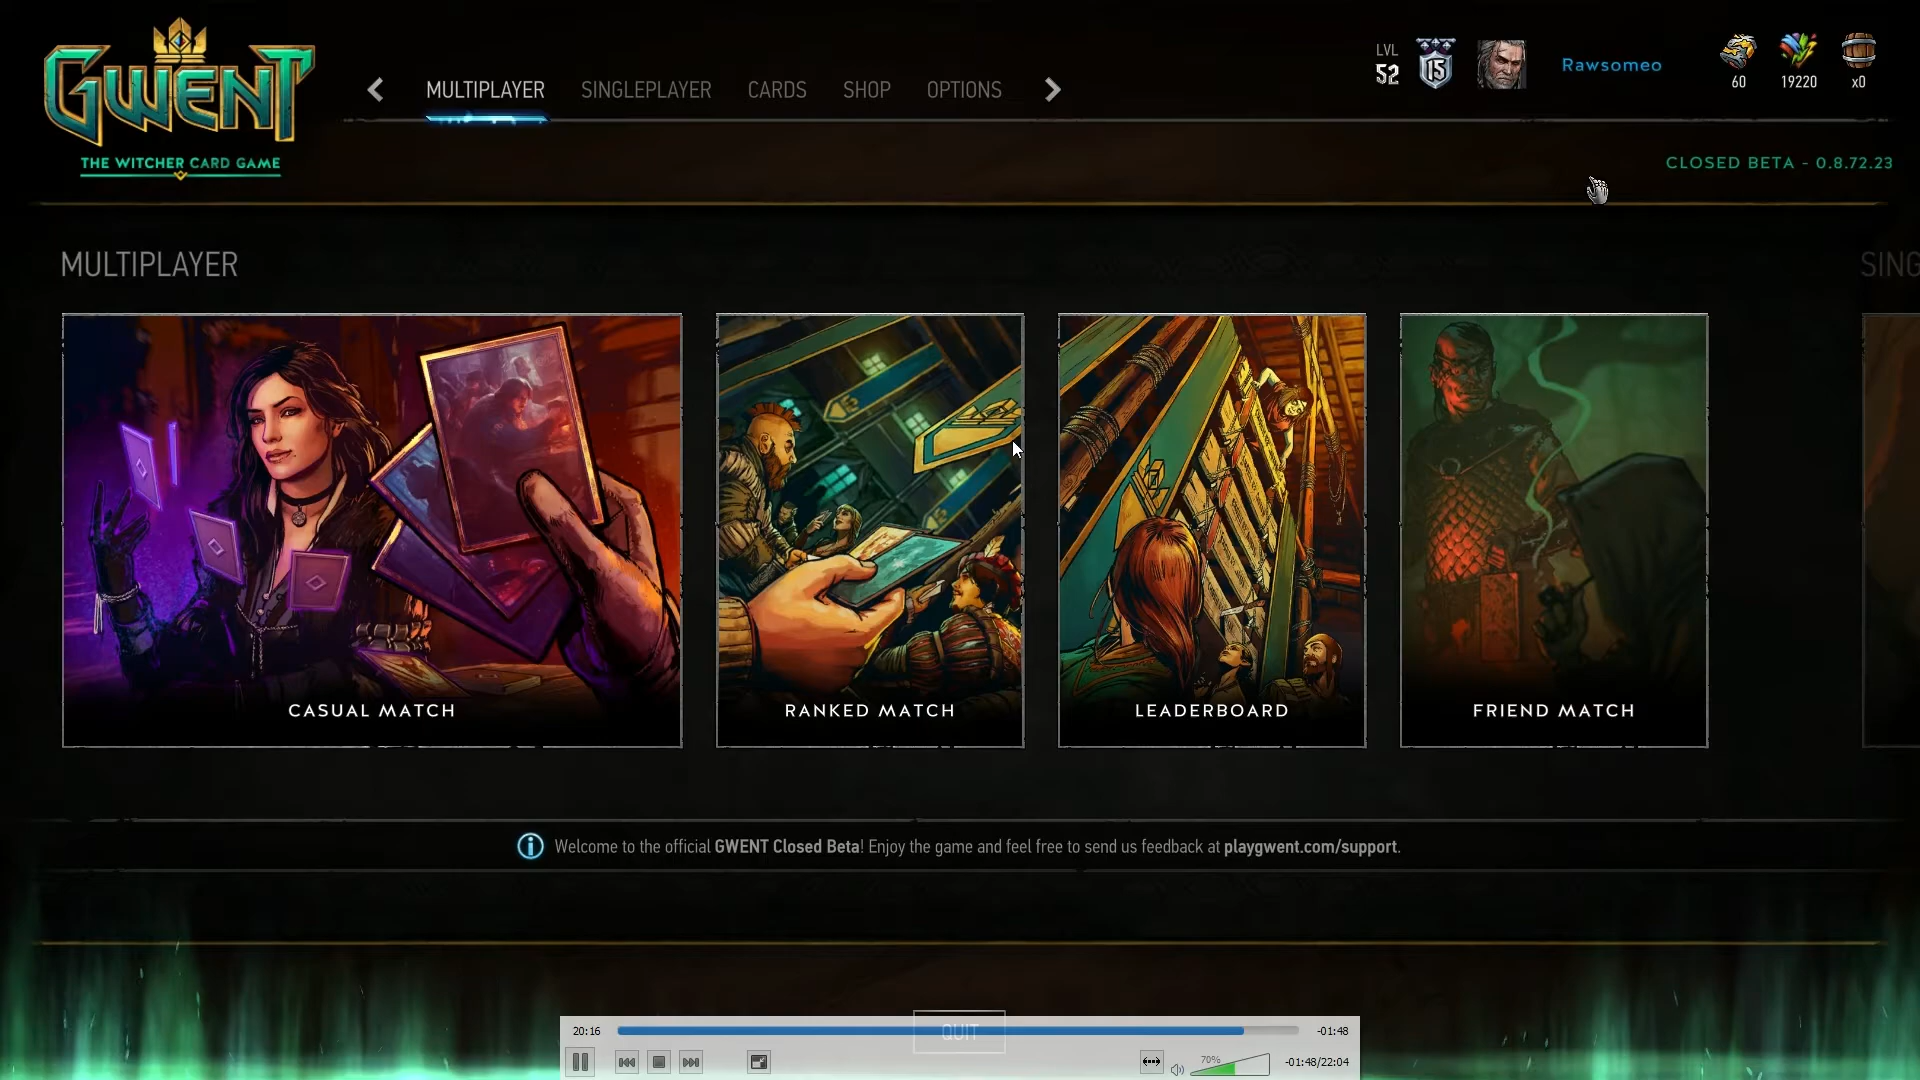 GWENT
THE WITCHER CARD GAME
MULTIPLAYER SINGLEPLAYER CARDS SHOP OPTIONS
LVL
52
15
Rawsomeo
60 19220 x0
CLOSED BETA - 0.8.72.23
MULTIPLAYER
SING
CASUAL MATCH RANKED MATCH LEADERBOARD FRIEND MATCH
Welcome to the official GWENT Closed Beta! Enjoy the game and feel free to send us feedback at playgwent.com/support.
QUIT
20:16 -01:48
70% -01:48/22:04